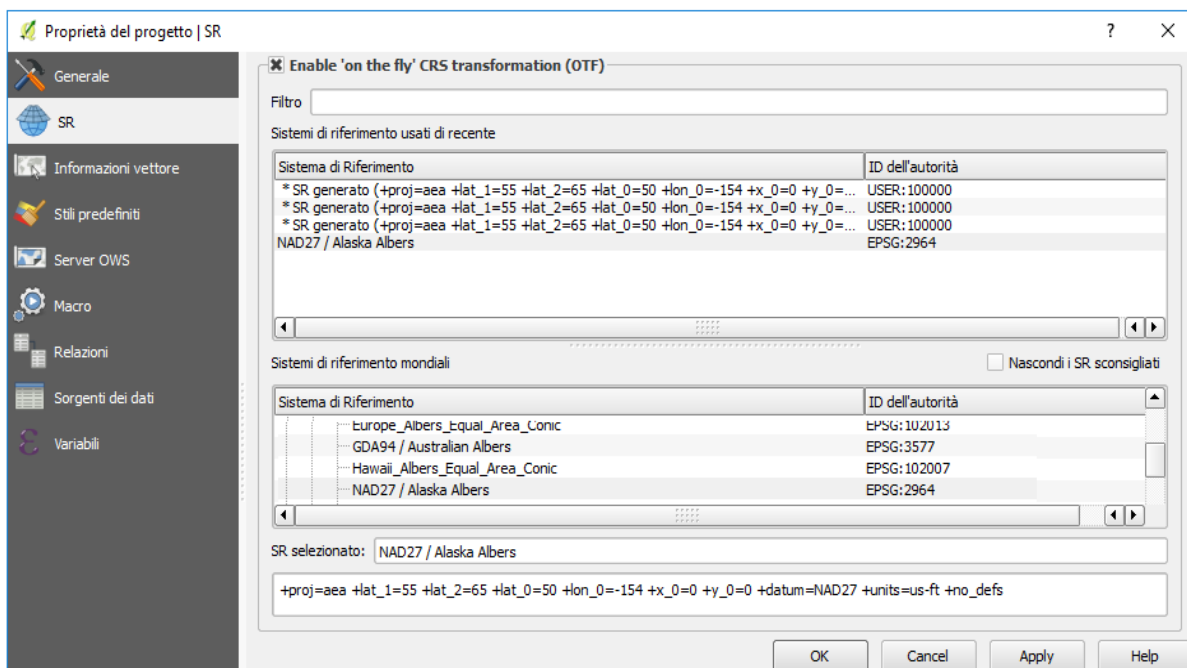 Proprietà del progetto | SR
?
Generale
SR
Informazioni vettore
Stili predefiniti
Server OWS
Macro
Relazioni
Sorgenti dei dati
Variabili
Enable 'on the fly' CRS transformation (OTF)
Filtro
Sistemi di riferimento usati di recente
Sistema di Riferimento ID dell'autorità
* SR generato (+proj=aea +lat_1=55 +lat_2=65 +lat_0=50 +lon_0=-154 +x_0=0 +y_0=... USER:100000
* SR generato (+proj=aea +lat_1=55 +lat_2=65 +lat_0=50 +lon_0=-154 +x_0=0 +y_0=... USER:100000
* SR generato (+proj=aea +lat_1=55 +lat_2=65 +lat_0=50 +lon_0=-154 +x_0=0 +y_0=... USER:100000
NAD27 / Alaska Albers EPSG:2964
Sistemi di riferimento mondiali Nascondi i SR sconsigliati
Sistema di Riferimento ID dell'autorità
Europe_Albers_Equal_Area_Conic EPSG:102013
GDA94 / Australian Albers EPSG:3577
Hawaii_Albers_Equal_Area_Conic EPSG:102007
NAD27 / Alaska Albers EPSG:2964
SR selezionato: NAD27 / Alaska Albers
+proj=aea +lat_1=55 +lat_2=65 +lat_0=50 +lon_0=-154 +x_0=0 +y_0=0 +datum=NAD27 +units=us-ft +no_defs
OK Cancel Apply Help